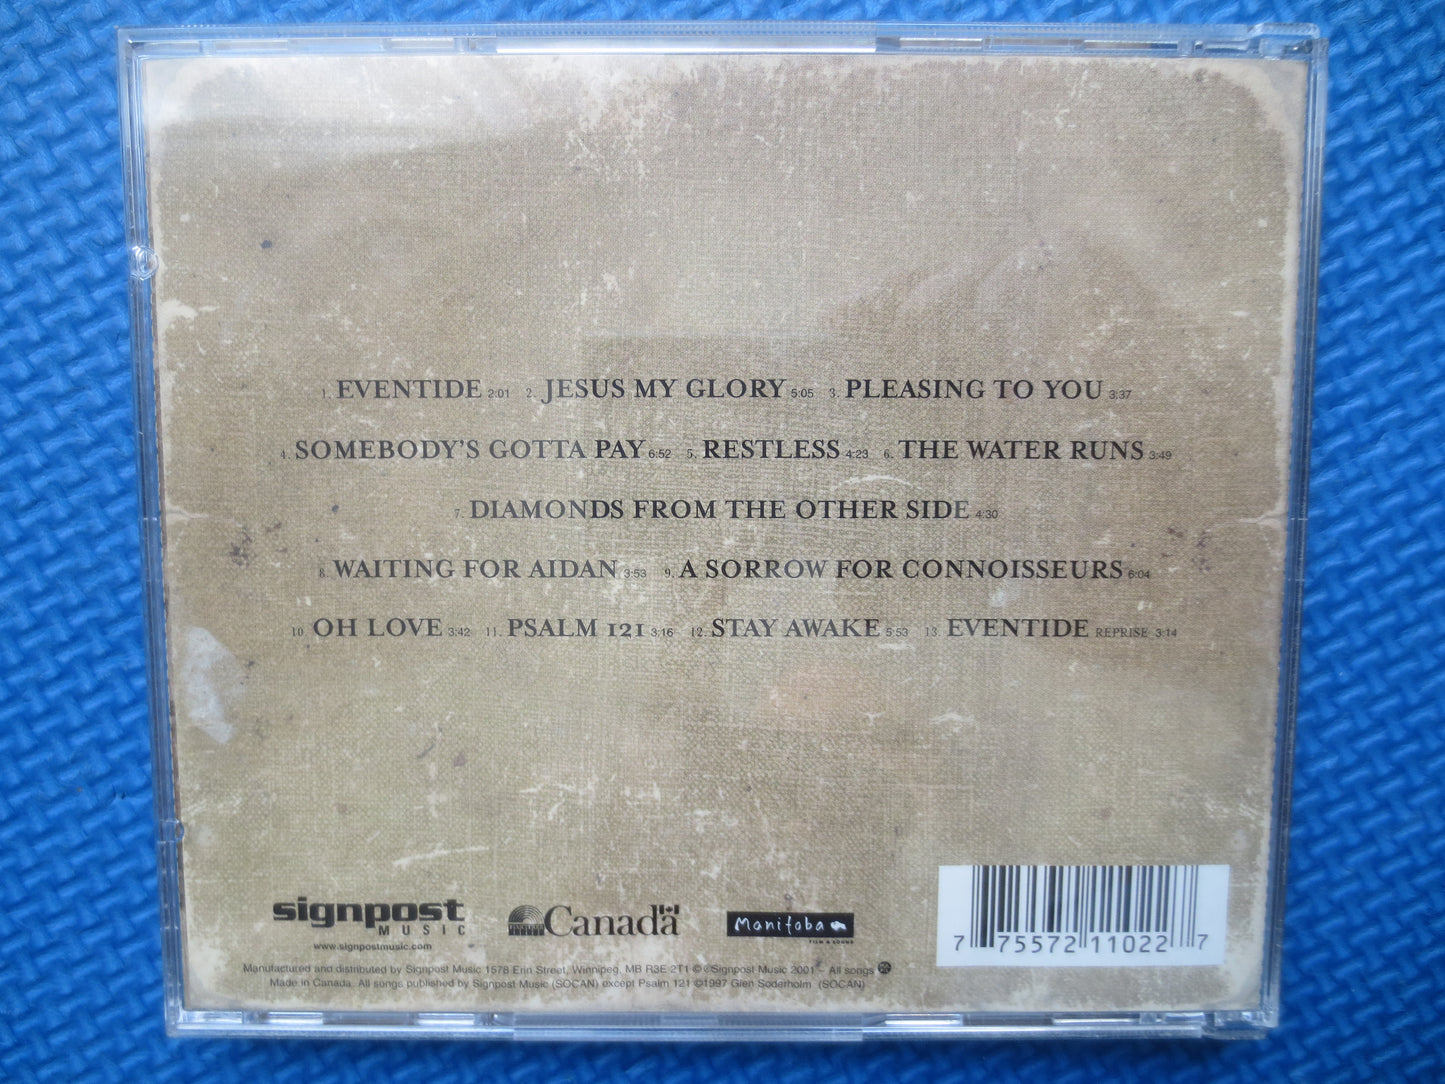 1. EVENTIDE 2:01 2. JESUS MY GLORY 5:05 3. PLEASING TO YOU 3:37
4. SOMEBODY'S GOTTA PAY 6:52 5. RESTLESS 4:23 6. THE WATER RUNS 3:49
7. DIAMONDS FROM THE OTHER SIDE 4:30
8. WAITING FOR AIDAN 3:53 9. A SORROW FOR CONNOISSEURS 6:04
10. OH LOVE 3:42 11. PSALM 121 3:16 12. STAY AWAKE 5:53 13. EVENTIDE REPRISE 3:14
signpost
MUSIC
www.signpostmusic.com
Canada
Manitoba
FILM & SOUND
7 75572 11022 7
Manufactured and distributed by Signpost Music 1578 Erin Street, Winnipeg, MB R3E 2T1 ©℗Signpost Music 2001 – All songs
Made in Canada. All songs published by Signpost Music (SOCAN) except Psalm 121 ©1997 Glen Soderholm (SOCAN)